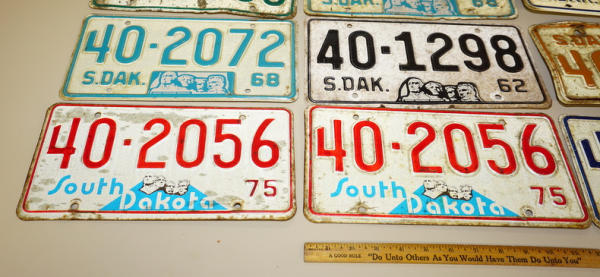 40-2072
S.DAK. 68
40-1298
S.DAK. 62
40-2056
South Dakota 75
40-2056
South Dakota 75
A GOOD RULE "Do Unto Others As You Would Have Them Do Unto You"